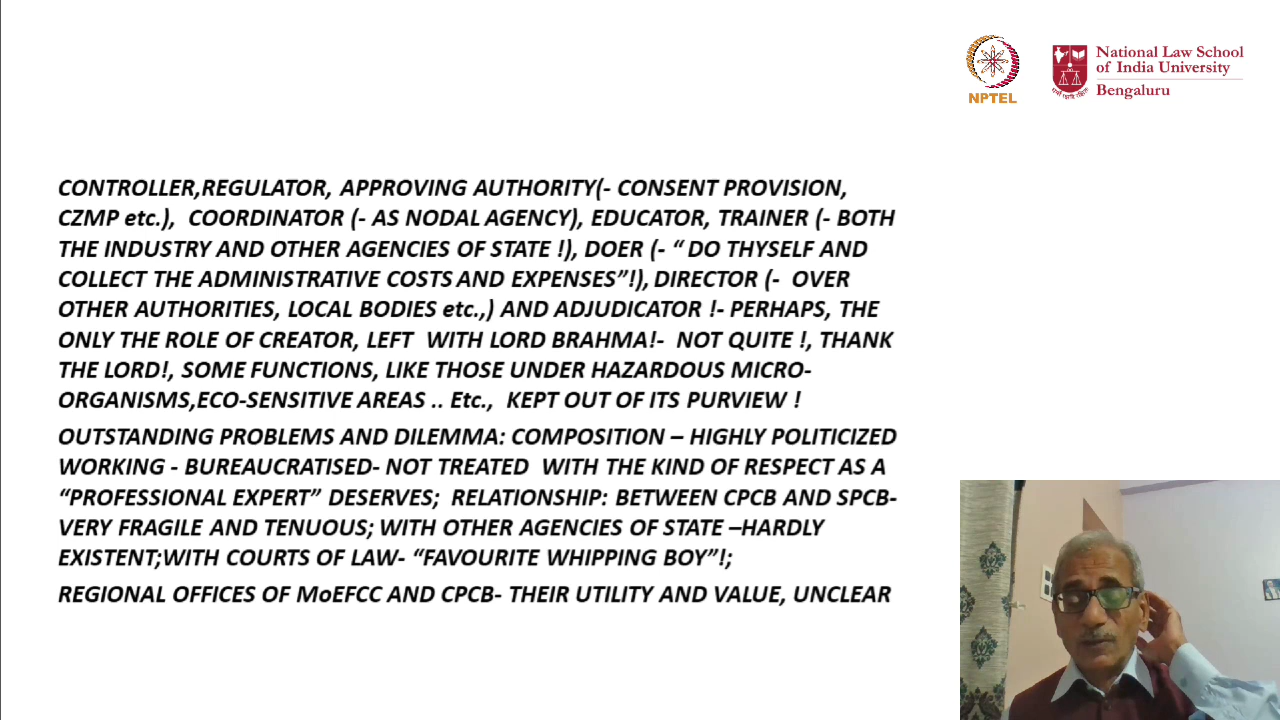 NPTEL
National Law School
of India University
Bengaluru
CONTROLLER,REGULATOR, APPROVING AUTHORITY(- CONSENT PROVISION,
CZMP etc.), COORDINATOR (- AS NODAL AGENCY), EDUCATOR, TRAINER (- BOTH
THE INDUSTRY AND OTHER AGENCIES OF STATE !), DOER (- “ DO THYSELF AND
COLLECT THE ADMINISTRATIVE COSTS AND EXPENSES”!), DIRECTOR (- OVER
OTHER AUTHORITIES, LOCAL BODIES etc.,) AND ADJUDICATOR !- PERHAPS, THE
ONLY THE ROLE OF CREATOR, LEFT WITH LORD BRAHMA!- NOT QUITE !, THANK
THE LORD!, SOME FUNCTIONS, LIKE THOSE UNDER HAZARDOUS MICRO-
ORGANISMS,ECO-SENSITIVE AREAS .. Etc., KEPT OUT OF ITS PURVIEW !
OUTSTANDING PROBLEMS AND DILEMMA: COMPOSITION – HIGHLY POLITICIZED
WORKING - BUREAUCRATISED- NOT TREATED WITH THE KIND OF RESPECT AS A
“PROFESSIONAL EXPERT” DESERVES; RELATIONSHIP: BETWEEN CPCB AND SPCB-
VERY FRAGILE AND TENUOUS; WITH OTHER AGENCIES OF STATE –HARDLY
EXISTENT;WITH COURTS OF LAW- “FAVOURITE WHIPPING BOY”!;
REGIONAL OFFICES OF MoEFCC AND CPCB- THEIR UTILITY AND VALUE, UNCLEAR